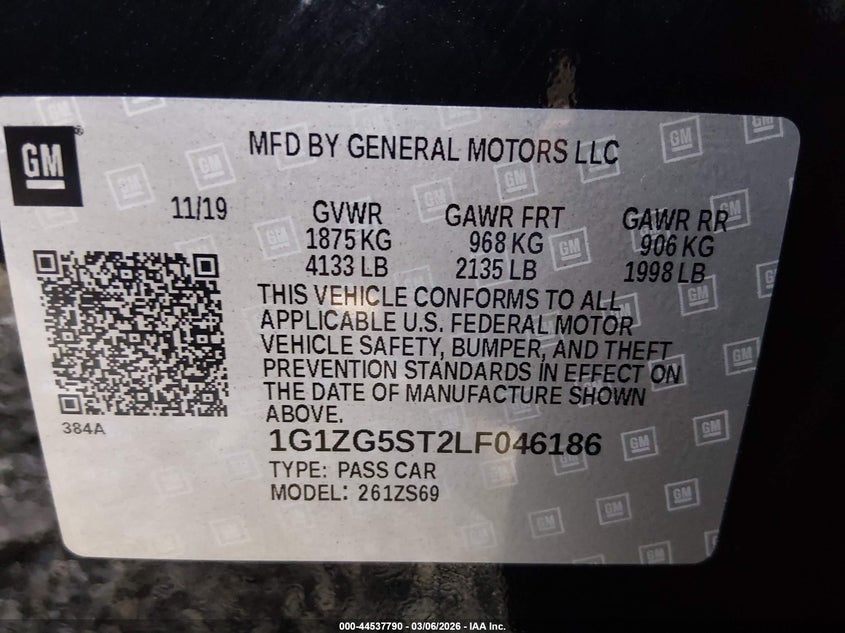 GM
MFD BY GENERAL MOTORS LLC
11/19
GVWR
1875 KG
4133 LB
GAWR FRT
968 KG
2135 LB
GAWR RR
906 KG
1998 LB
THIS VEHICLE CONFORMS TO ALL
APPLICABLE U.S. FEDERAL MOTOR
VEHICLE SAFETY, BUMPER, AND THEFT
PREVENTION STANDARDS IN EFFECT ON
THE DATE OF MANUFACTURE SHOWN
ABOVE.
384A
1G1ZG5ST2LF046186
TYPE: PASS CAR
MODEL: 261ZS69
000-44537790 - 03/06/2026 - IAA Inc.